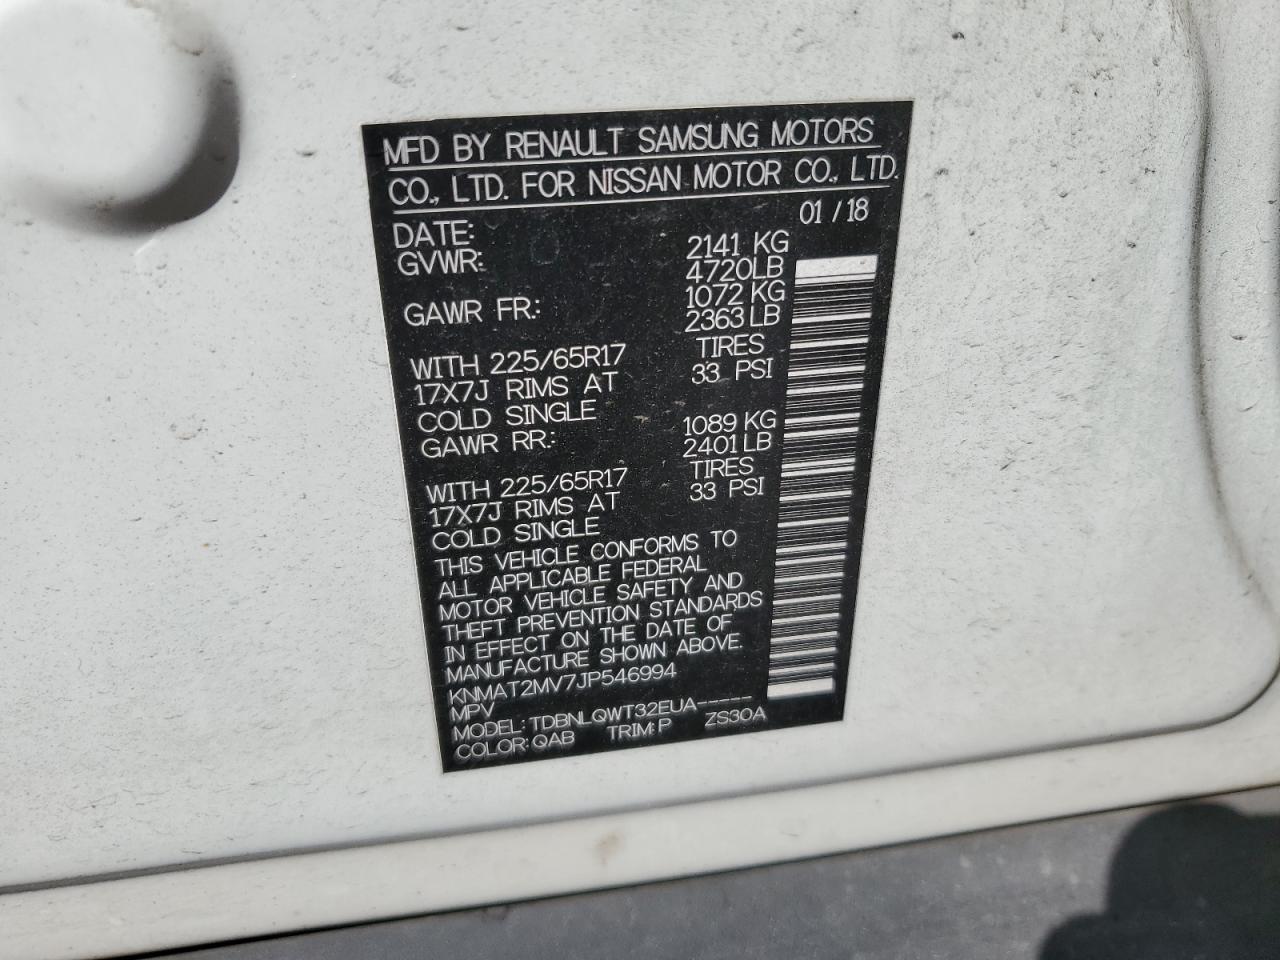 MFD BY RENAULT SAMSUNG MOTORS
CO., LTD. FOR NISSAN MOTOR CO., LTD.
DATE: 01 / 18
GVWR: 2141 KG
4720LB
GAWR FR: 1072 KG
2363 LB
WITH 225/65R17 TIRES
17X7J RIMS AT 33 PSI
COLD SINGLE
GAWR RR: 1089 KG
2401 LB
WITH 225/65R17 TIRES
17X7J RIMS AT 33 PSI
COLD SINGLE
THIS VEHICLE CONFORMS TO
ALL APPLICABLE FEDERAL
MOTOR VEHICLE SAFETY AND
THEFT PREVENTION STANDARDS
IN EFFECT ON THE DATE OF
MANUFACTURE SHOWN ABOVE.
KNMAT2MV7JP546994
MPV
MODEL: TDBNLQWT32EUA-----
COLOR: QAB TRIM: P ZS30A